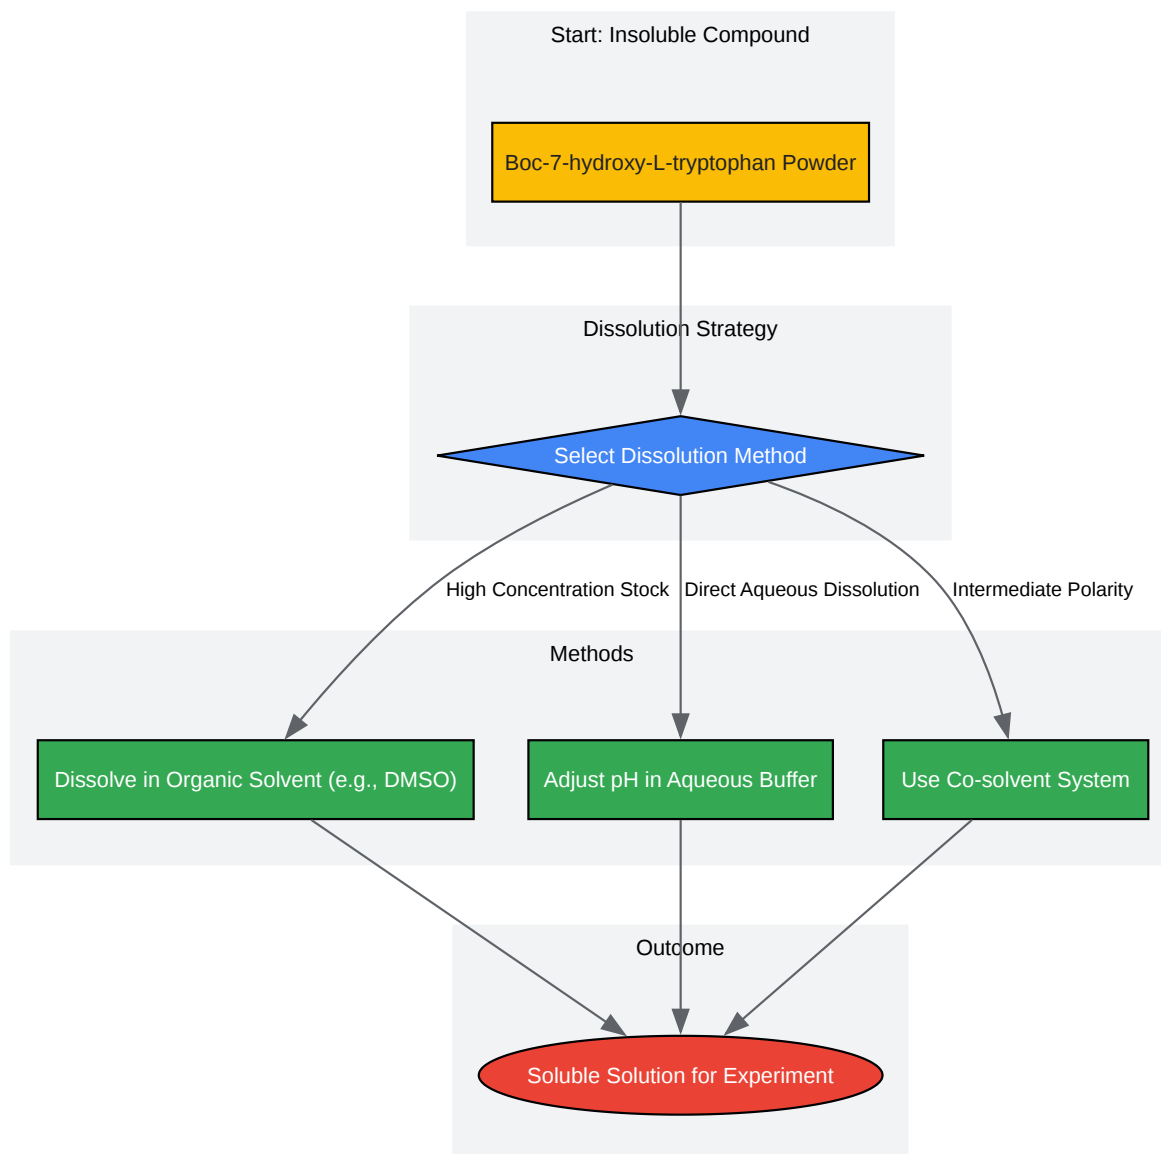 Start: Insoluble Compound
Boc-7-hydroxy-L-tryptophan Powder
Dissolution Strategy
Select Dissolution Method
High Concentration Stock
Direct Aqueous Dissolution
Intermediate Polarity
Methods
Dissolve in Organic Solvent (e.g., DMSO)
Adjust pH in Aqueous Buffer
Use Co-solvent System
Outcome
Soluble Solution for Experiment